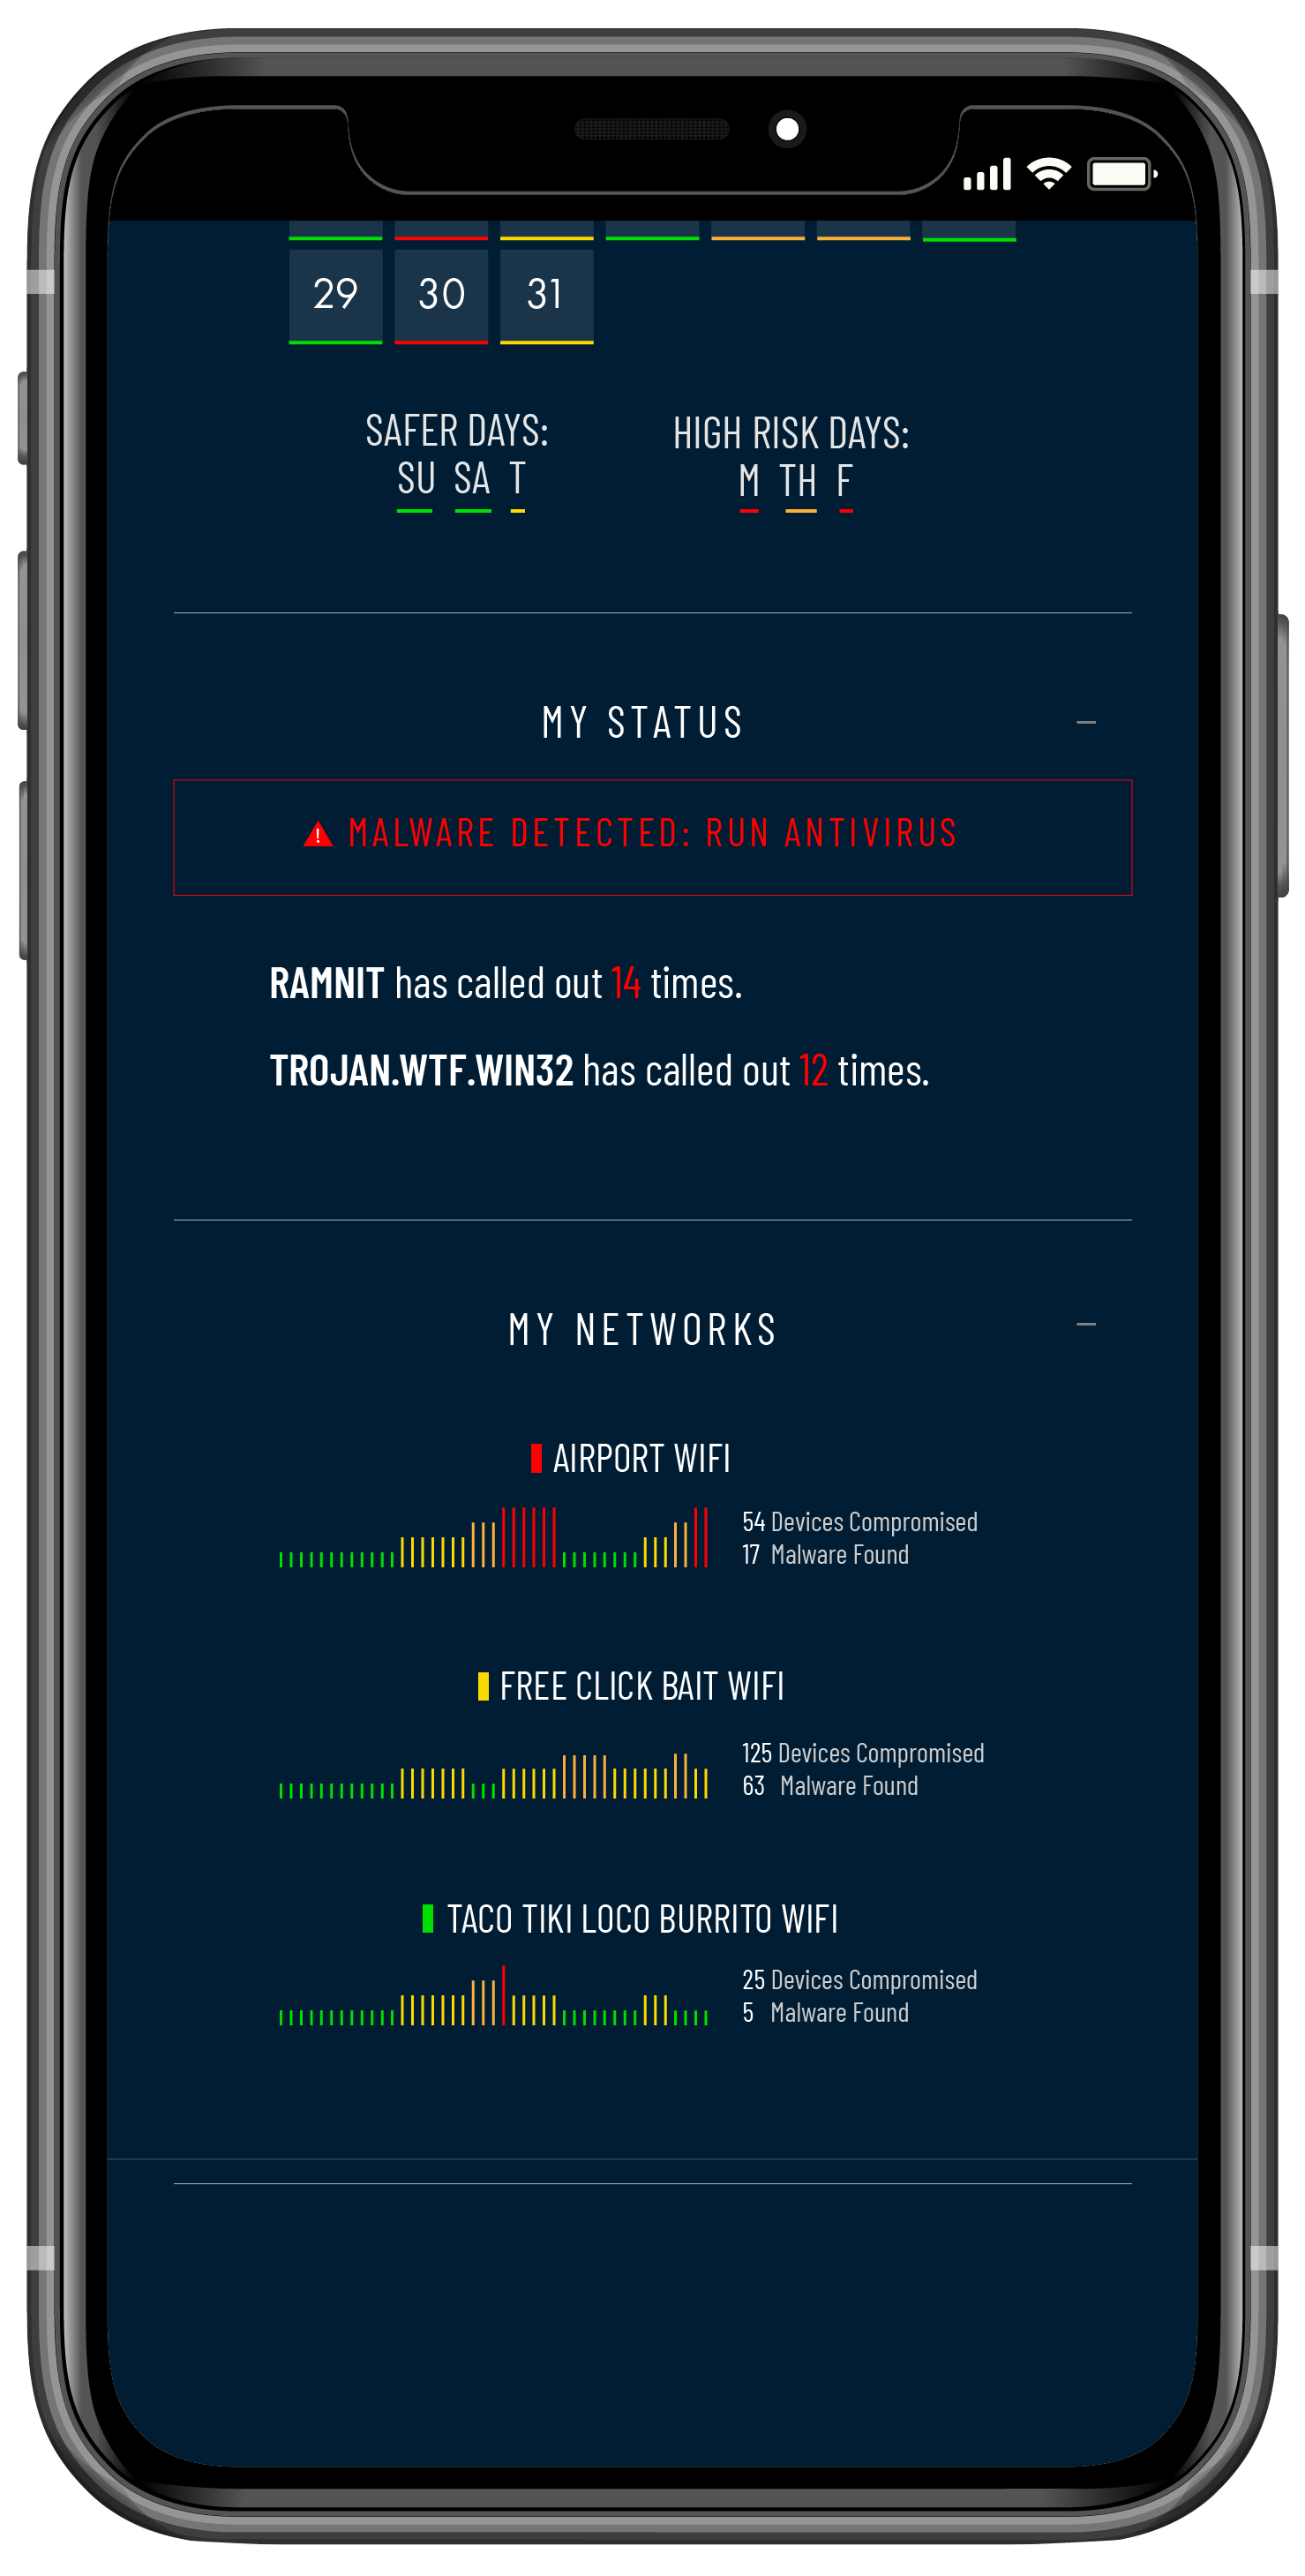 29 30 31
SAFER DAYS:
SU SA T
HIGH RISK DAYS:
M TH F
MY STATUS
MALWARE DETECTED: RUN ANTIVIRUS
RAMNIT has called out 14 times.
TROJAN.WTF.WIN32 has called out 12 times.
MY NETWORKS
AIRPORT WIFI
54 Devices Compromised
17 Malware Found
FREE CLICK BAIT WIFI
125 Devices Compromised
63 Malware Found
TACO TIKI LOCO BURRITO WIFI
25 Devices Compromised
5 Malware Found